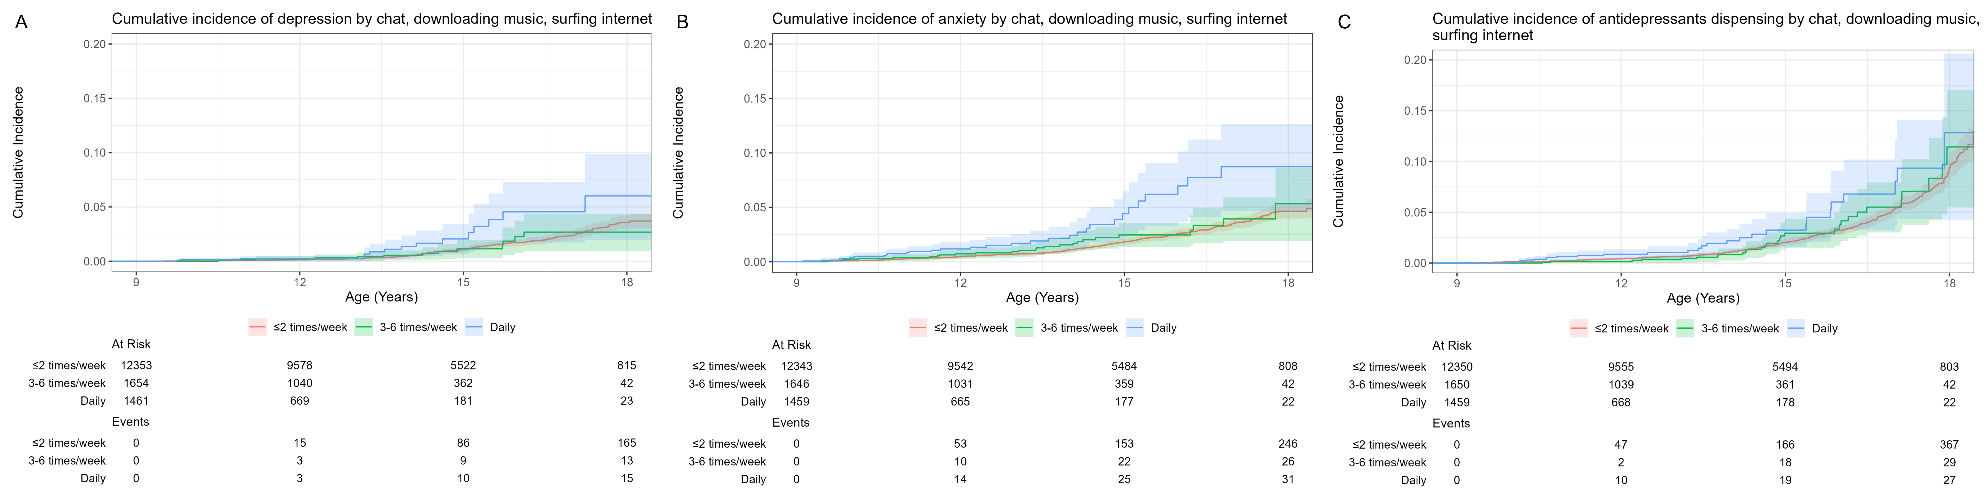 A
Cumulative incidence of depression by chat, downloading music, surfing internet
Cumulative Incidence
0.20
0.15
0.10
0.05
0.00
9 12 15 18
Age (Years)
≤2 times/week 3-6 times/week Daily
At Risk
≤2 times/week 12353 9578 5522 815
3-6 times/week 1654 1040 362 42
Daily 1461 669 181 23
Events
≤2 times/week 0 15 86 165
3-6 times/week 0 3 9 13
Daily 0 3 10 15
B
Cumulative incidence of anxiety by chat, downloading music, surfing internet
Cumulative Incidence
0.20
0.15
0.10
0.05
0.00
9 12 15 18
Age (Years)
≤2 times/week 3-6 times/week Daily
At Risk
≤2 times/week 12343 9542 5484 808
3-6 times/week 1646 1031 359 42
Daily 1459 665 177 22
Events
≤2 times/week 0 53 153 246
3-6 times/week 0 10 22 26
Daily 0 14 25 31
C
Cumulative incidence of antidepressants dispensing by chat, downloading music,
surfing internet
Cumulative Incidence
0.20
0.15
0.10
0.05
0.00
9 12 15 18
Age (Years)
≤2 times/week 3-6 times/week Daily
At Risk
≤2 times/week 12350 9555 5494 803
3-6 times/week 1650 1039 361 42
Daily 1459 668 178 22
Events
≤2 times/week 0 47 166 367
3-6 times/week 0 2 18 29
Daily 0 10 19 27